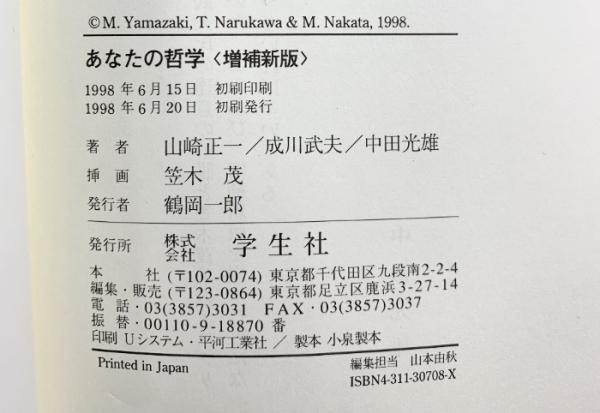 ©M. Yamazaki, T. Narukawa & M. Nakata, 1998.
あなたの哲学〈増補新版〉
1998年6月15日 初刷印刷
1998年6月20日 初刷発行
著者 山崎正一／成川武夫／中田光雄
挿画 笠木 茂
発行者 鶴岡一郎
発行所 株式会社 学生社
本社 (〒102-0074) 東京都千代田区九段南2-2-4
編集・販売 (〒123-0864) 東京都足立区鹿浜3-27-14
電話・03(3857)3031 FAX・03(3857)3037
振替・00110-9-18870 番
印刷 Uシステム・平河工業社 ／ 製本 小泉製本
Printed in Japan
編集担当 山本由秋
ISBN4-311-30708-X